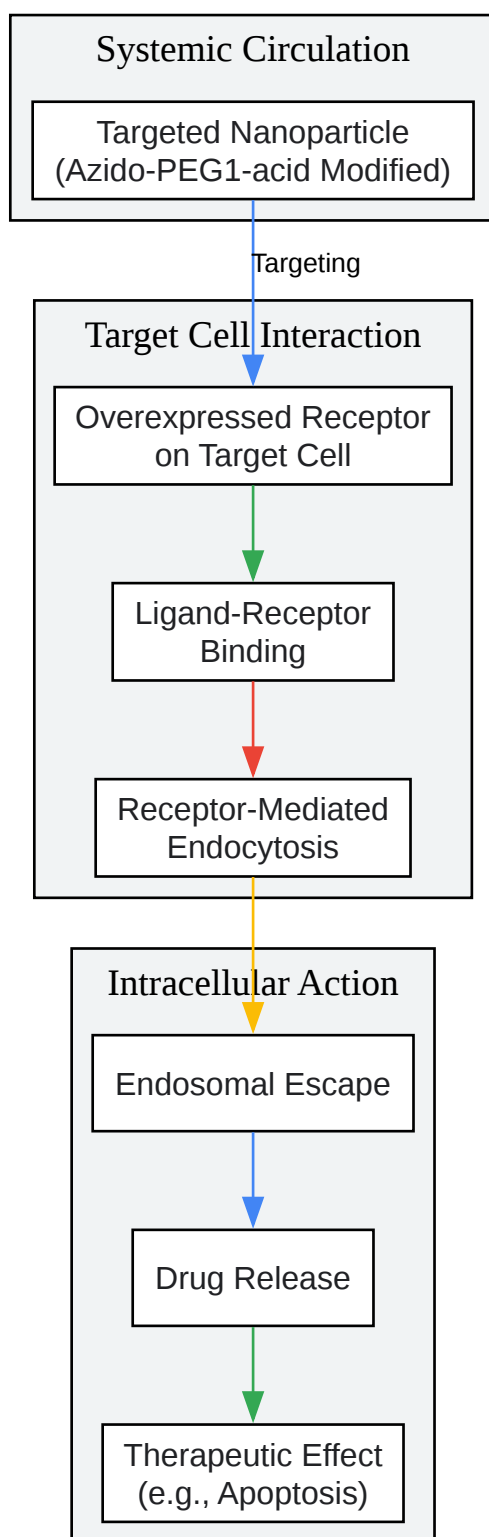 Systemic Circulation
Targeted Nanoparticle
(Azido-PEG1-acid Modified)
Targeting
Target Cell Interaction
Overexpressed Receptor
on Target Cell
Ligand-Receptor
Binding
Receptor-Mediated
Endocytosis
Intracellular Action
Endosomal Escape
Drug Release
Therapeutic Effect
(e.g., Apoptosis)